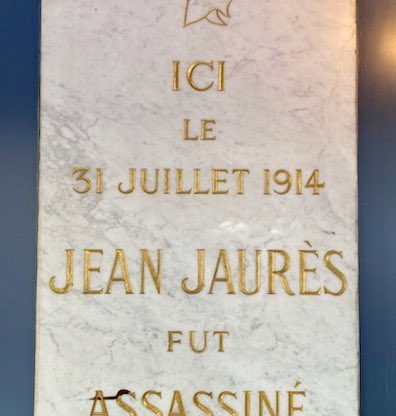 ICI
LE
31 JUILLET 1914
JEAN JAURÈS
FUT
ASSASSINÉ